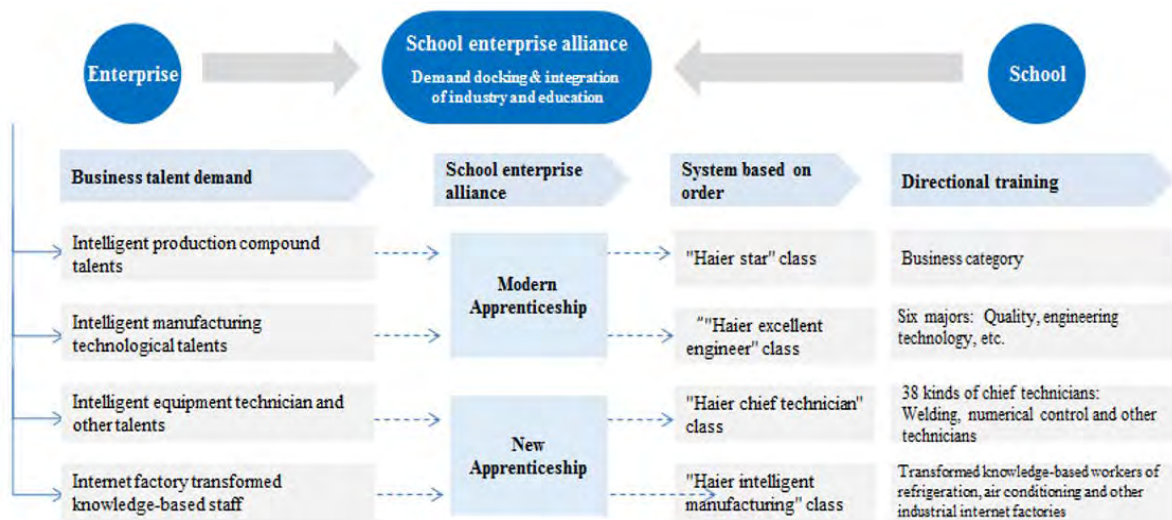 Enterprise
School enterprise alliance
Demand docking & integration
of industry and education
School
Business talent demand
School enterprise
alliance
System based on
order
Directional training
Intelligent production compound
talents
Modern
Apprenticeship
"Haier star" class
Business category
Intelligent manufacturing
technological talents
""Haier excellent
engineer" class
Six majors: Quality, engineering
technology, etc.
Intelligent equipment technician and
other talents
New
Apprenticeship
"Haier chief technician"
class
38 kinds of chief technicians:
Welding, numerical control and other
technicians
Internet factory transformed
knowledge-based staff
"Haier intelligent
manufacturing" class
Transformed knowledge-based workers of
refrigeration, air conditioning and other
industrial internet factories